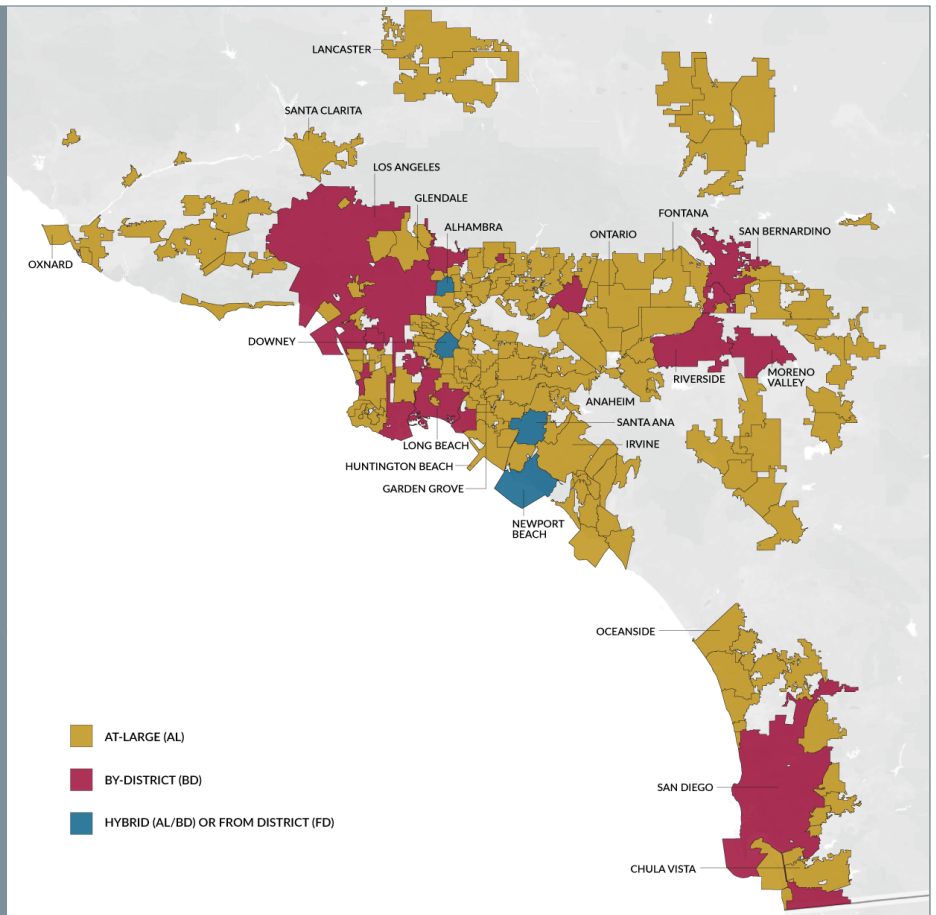 LANCASTER
SANTA CLARITA
LOS ANGELES
GLENDALE
FONTANA
ALHAMBRA
ONTARIO
SAN BERNARDINO
OXNARD
DOWNEY
RIVERSIDE
MORENO
VALLEY
ANAHEIM
SANTA ANA
LONG BEACH
IRVINE
HUNTINGTON BEACH
GARDEN GROVE
NEWPORT
BEACH
OCEANSIDE
AT-LARGE (AL)
BY-DISTRICT (BD)
SAN DIEGO
HYBRID (AL/BD) OR FROM DISTRICT (FD)
CHULA VISTA